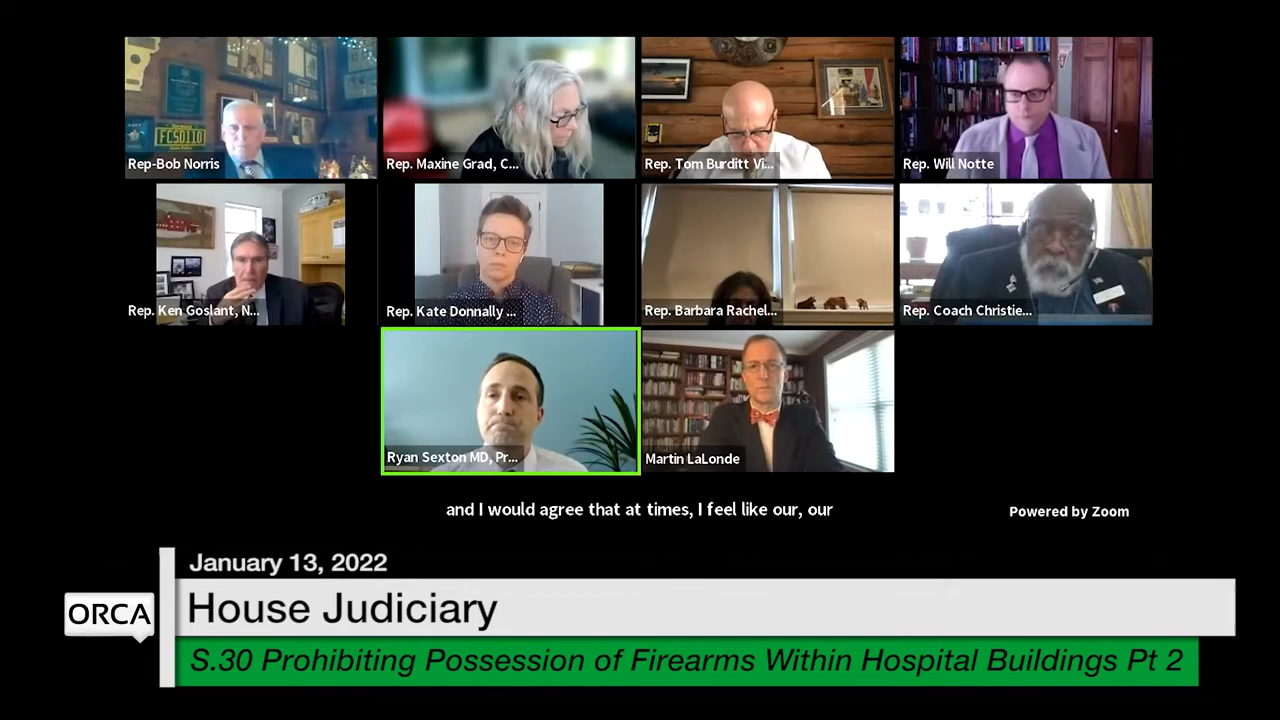 FCSO110
Rep-Bob Norris
Rep. Maxine Grad, C...
Rep. Tom Burditt Vi...
Rep. Will Notte
Rep. Ken Goslant, N...
Rep. Kate Donnally ...
Rep. Barbara Rachel...
Rep. Coach Christie...
Ryan Sexton MD, Pr...
Martin LaLonde
and I would agree that at times, I feel like our, our
Powered by Zoom
January 13, 2022
ORCA
House Judiciary
S.30 Prohibiting Possession of Firearms Within Hospital Buildings Pt 2